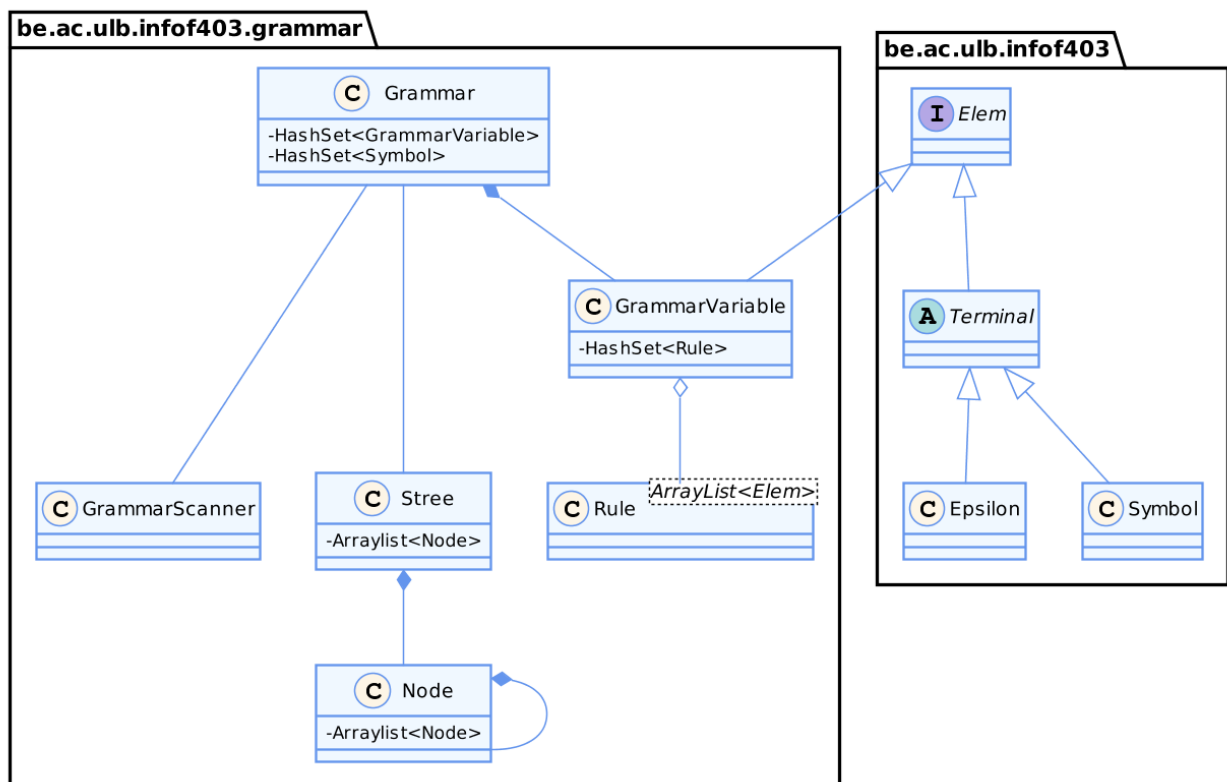 be.ac.ulb.infof403.grammar
be.ac.ulb.infof403
C Grammar
-HashSet<GrammarVariable>
-HashSet<Symbol>
I Elem
C GrammarVariable
-HashSet<Rule>
A Terminal
C GrammarScanner
C Stree
-Arraylist<Node>
ArrayList<Elem>
C Rule
C Epsilon
C Symbol
C Node
-Arraylist<Node>